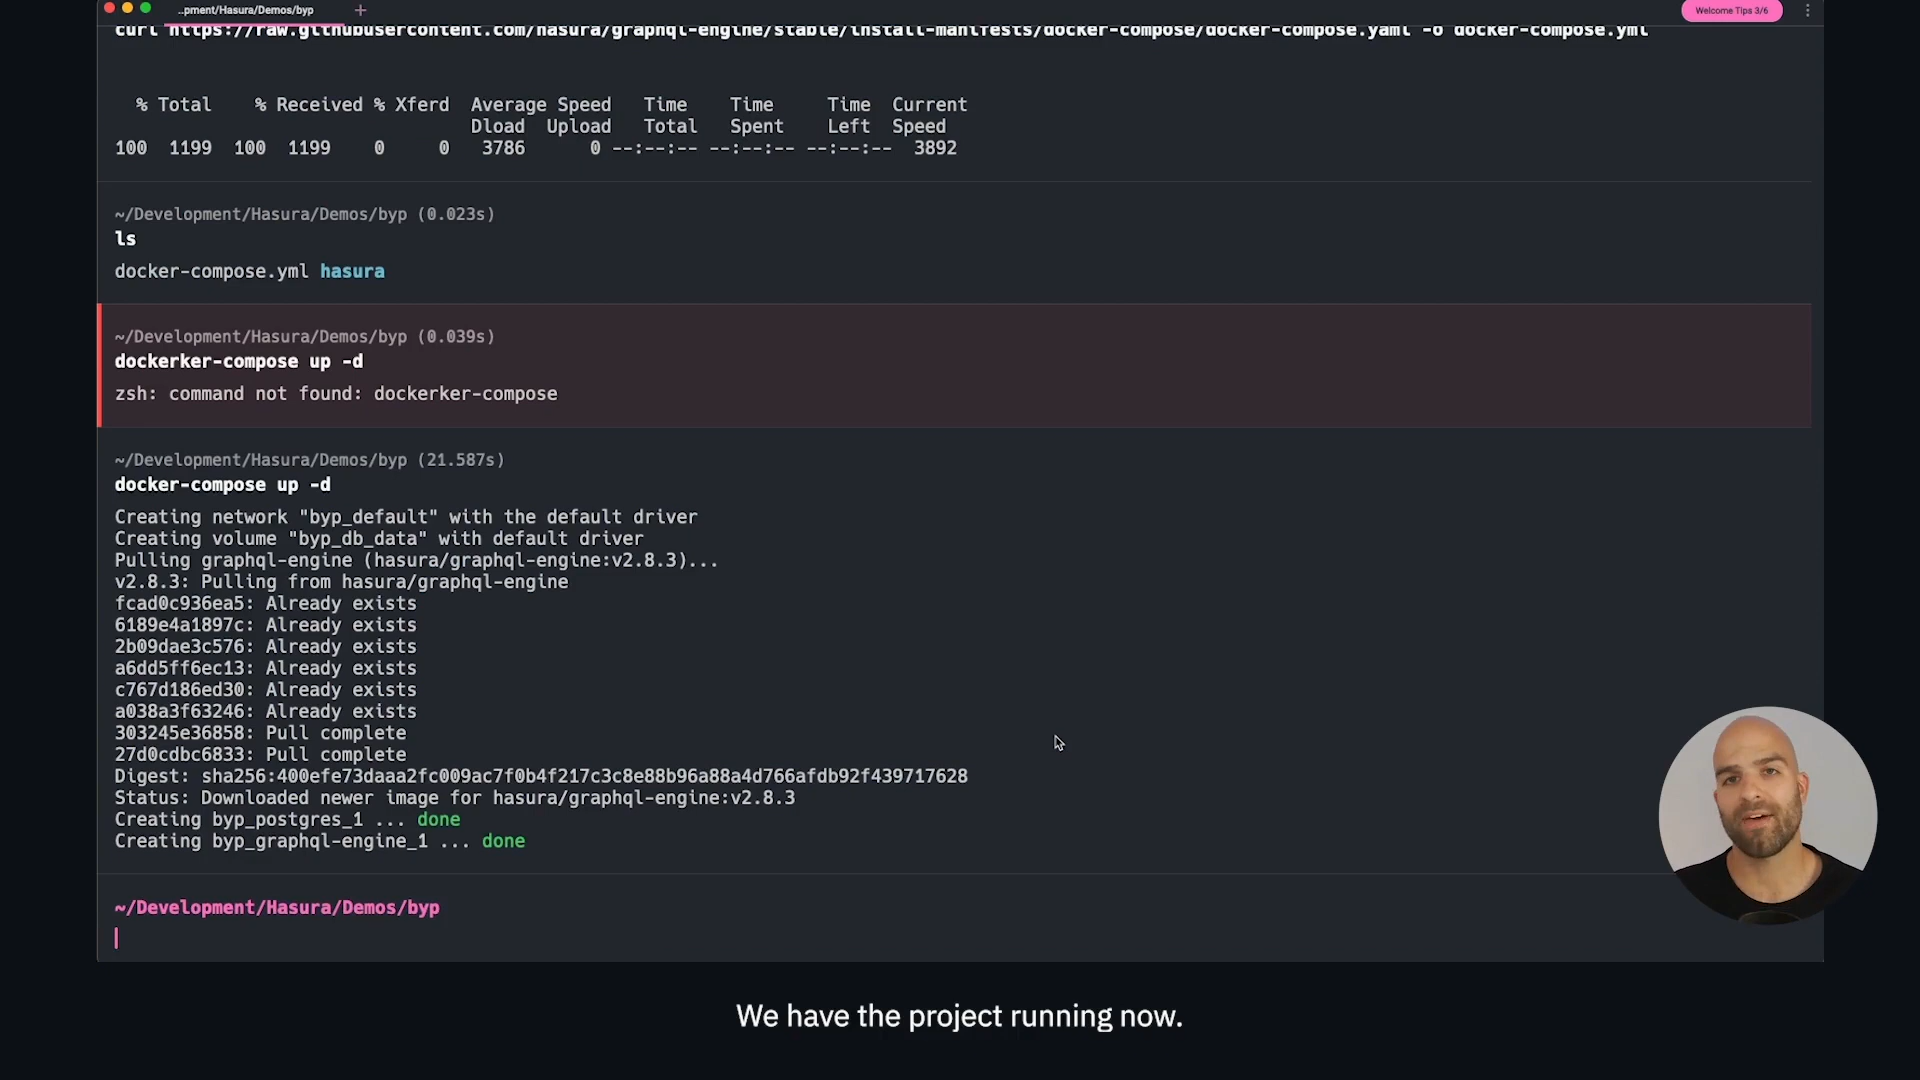 ..pment/Hasura/Demos/byp
Welcome Tips 3/6
curl https://raw.githubusercontent.com/hasura/graphql-engine/stable/install-manifests/docker-compose/docker-compose.yaml -o docker-compose.yml
% Total % Received % Xferd Average Speed Time Time Time Current
Dload Upload Total Spent Left Speed
100 1199 100 1199 0 0 3786 0 --:--:-- --:--:-- --:--:-- 3892
~/Development/Hasura/Demos/byp (0.023s)
ls
docker-compose.yml hasura
~/Development/Hasura/Demos/byp (0.039s)
dockerker-compose up -d
zsh: command not found: dockerker-compose
~/Development/Hasura/Demos/byp (21.587s)
docker-compose up -d
Creating network "byp_default" with the default driver
Creating volume "byp_db_data" with default driver
Pulling graphql-engine (hasura/graphql-engine:v2.8.3)...
v2.8.3: Pulling from hasura/graphql-engine
fcad0c936ea5: Already exists
6189e4a1897c: Already exists
2b09dae3c576: Already exists
a6dd5ff6ec13: Already exists
c767d186ed30: Already exists
a038a3f63246: Already exists
303245e36858: Pull complete
27d0cdbc6833: Pull complete
Digest: sha256:400efe73daaa2fc009ac7f0b4f217c3c8e88b96a88a4d766afdb92f439717628
Status: Downloaded newer image for hasura/graphql-engine:v2.8.3
Creating byp_postgres_1 ... done
Creating byp_graphql-engine_1 ... done
~/Development/Hasura/Demos/byp
We have the project running now.